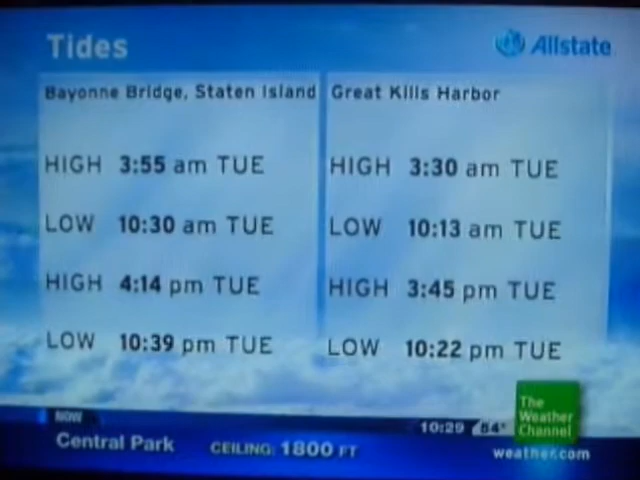 Tides
Allstate
Bayonne Bridge, Staten Island
HIGH 3:55 am TUE
LOW 10:30 am TUE
HIGH 4:14 pm TUE
LOW 10:39 pm TUE
Great Kills Harbor
HIGH 3:30 am TUE
LOW 10:13 am TUE
HIGH 3:45 pm TUE
LOW 10:22 pm TUE
NOW
10:29 54°
Central Park CEILING: 1800 FT
The
Weather
Channel
weather.com